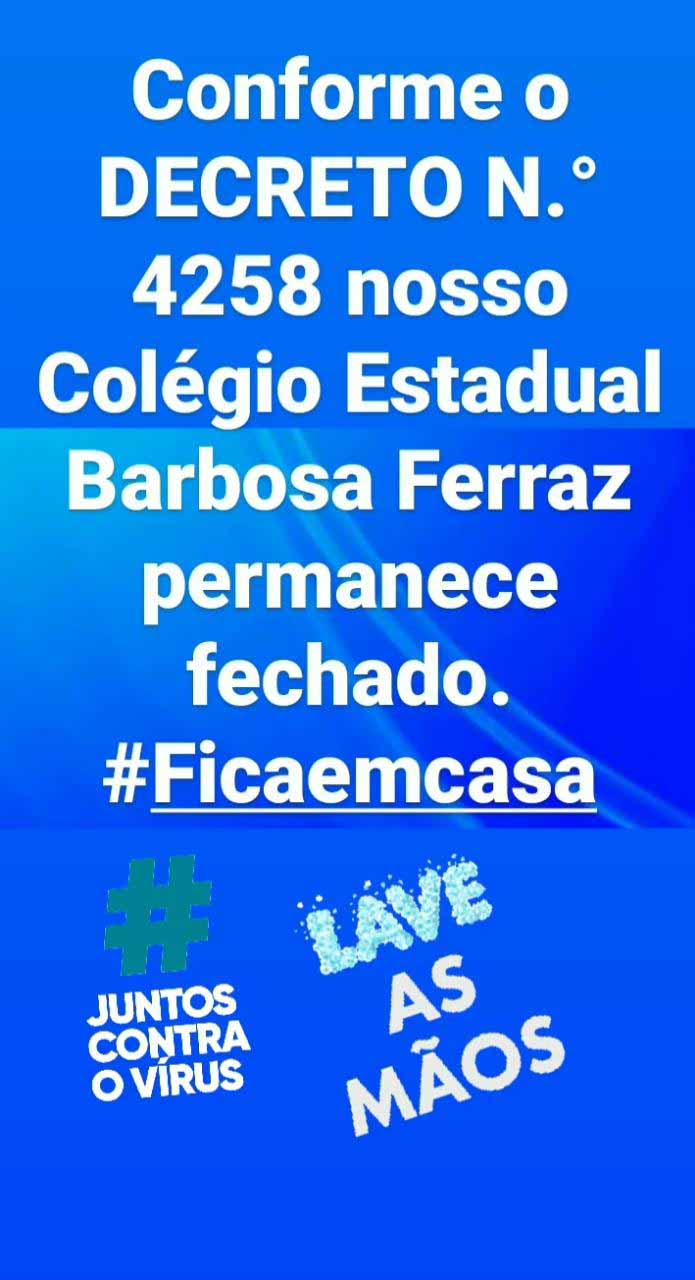 Conforme o
DECRETO N.°
4258 nosso
Colégio Estadual
Barbosa Ferraz
permanece
fechado.
#Ficaemcasa
#
JUNTOS
CONTRA
O VÍRUS
LAVE
AS
MÃOS